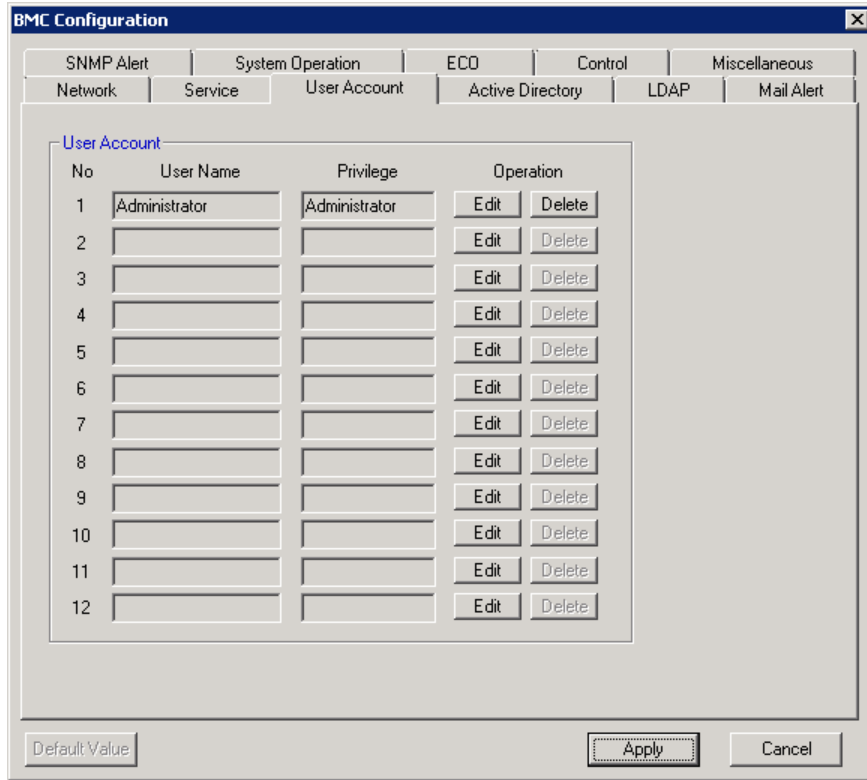 BMC Configuration
SNMP Alert System Operation ECO Control Miscellaneous
Network Service User Account Active Directory LDAP Mail Alert
User Account
No User Name Privilege Operation
1 Administrator Administrator Edit Delete
2 Edit Delete
3 Edit Delete
4 Edit Delete
5 Edit Delete
6 Edit Delete
7 Edit Delete
8 Edit Delete
9 Edit Delete
10 Edit Delete
11 Edit Delete
12 Edit Delete
Default Value Apply Cancel